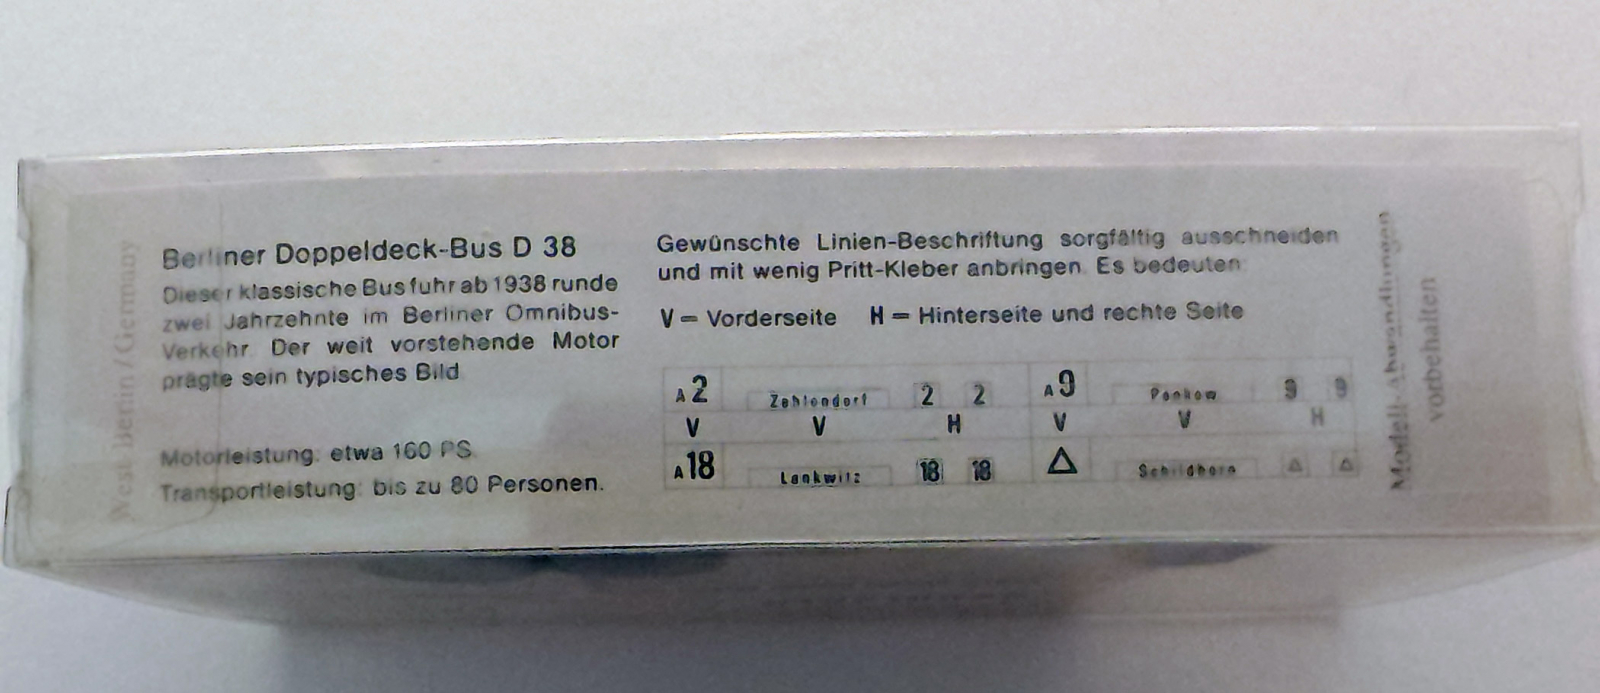 West-Berlin / Germany
Berliner Doppeldeck-Bus D 38
Dieser klassische Bus fuhr ab 1938 runde
zwei Jahrzehnte im Berliner Omnibus-
Verkehr. Der weit vorstehende Motor
prägte sein typisches Bild
Motorleistung: etwa 160 PS.
Transportleistung: bis zu 80 Personen.
Gewünschte Linien-Beschriftung sorgfältig ausschneiden
und mit wenig Pritt-Kleber anbringen. Es bedeuten:
V = Vorderseite H = Hinterseite und rechte Seite
A2 Zehlendorf 2 2 A9 Pankow 9 9
V V H V V H
A18 Lankwitz 18 18 △ Schildhorn △ △
Modell-Abwandlungen
vorbehalten